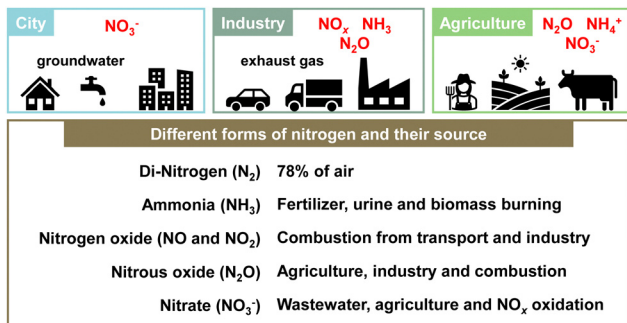 City
NO₃⁻
groundwater
Industry
NOₓ NH₃
N₂O
exhaust gas
Agriculture
N₂O NH₄⁺
NO₃⁻
Different forms of nitrogen and their source
Di-Nitrogen (N₂) 78% of air
Ammonia (NH₃) Fertilizer, urine and biomass burning
Nitrogen oxide (NO and NO₂) Combustion from transport and industry
Nitrous oxide (N₂O) Agriculture, industry and combustion
Nitrate (NO₃⁻) Wastewater, agriculture and NOₓ oxidation